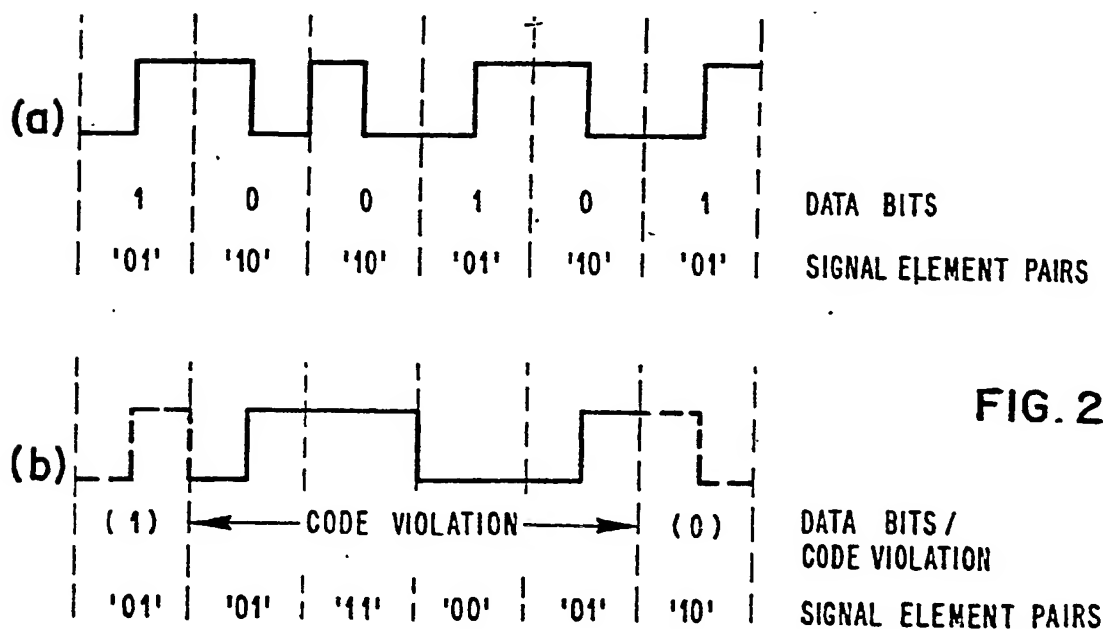 (a)
1 0 0 1 0 1 DATA BITS
'01' '10' '10' '01' '10' '01' SIGNAL ELEMENT PAIRS
FIG. 2
(b)
(1) CODE VIOLATION (0) DATA BITS /
CODE VIOLATION
'01' '01' '11' '00' '01' '10' SIGNAL ELEMENT PAIRS